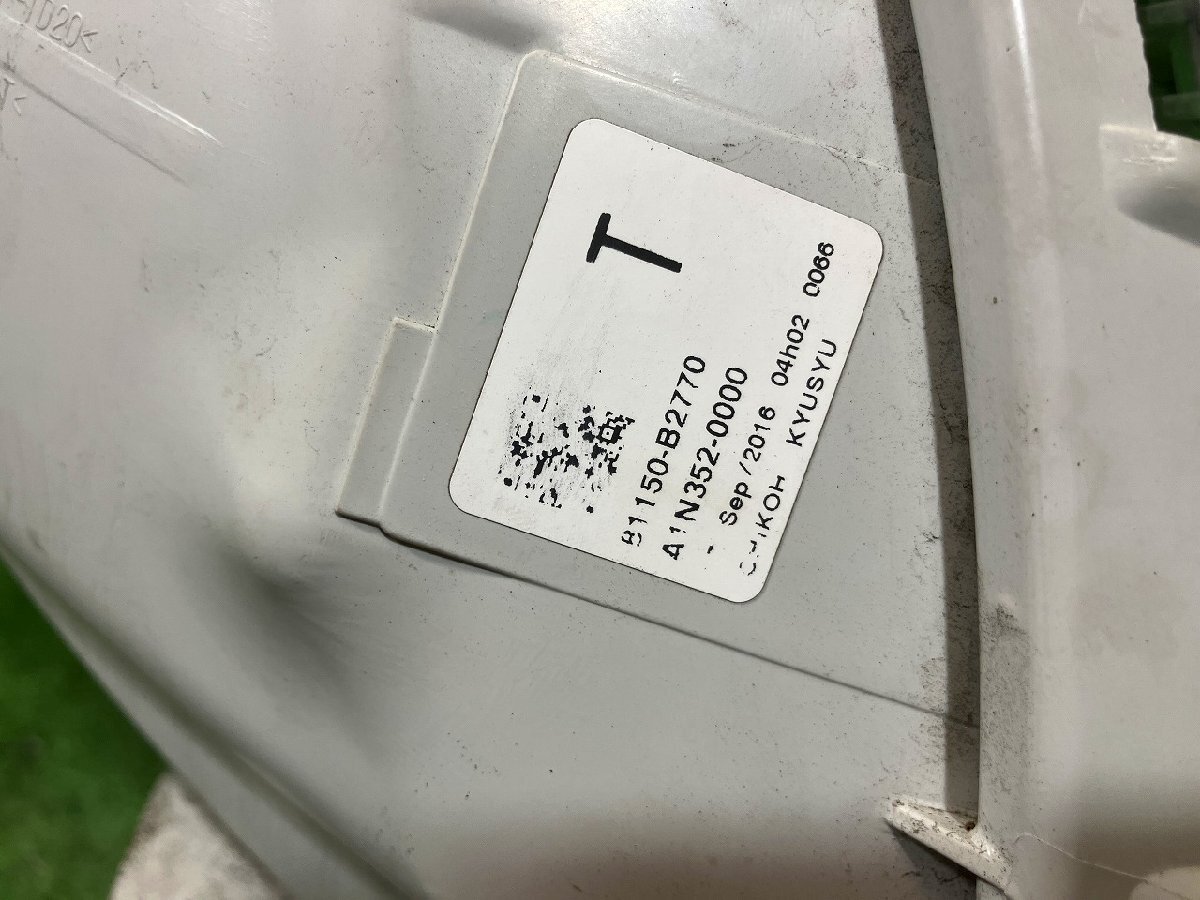 T
81150-B2770
A1N352-0000
- Sep/2016 04h02 0066
KYUSYU